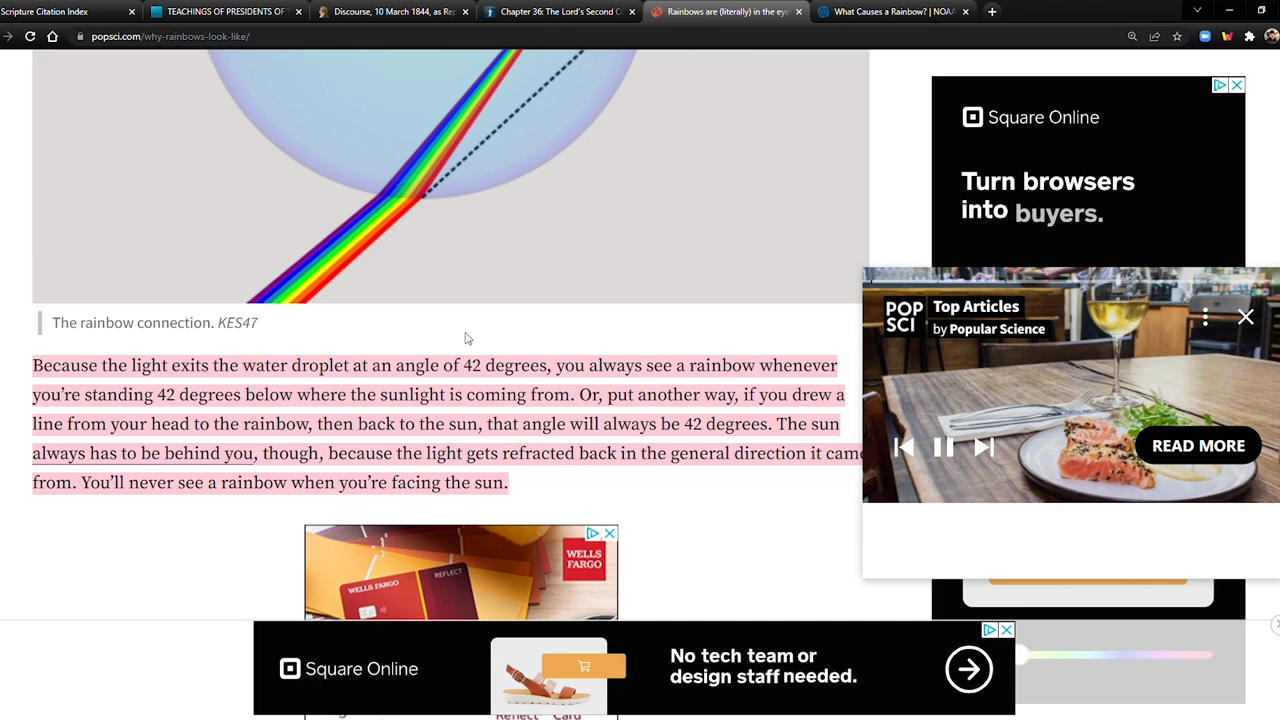 Scripture Citation Index
TEACHINGS OF PRESIDENTS OF T
Discourse, 10 March 1844, as Rep
Chapter 36: The Lord's Second C
Rainbows are (literally) in the eye
What Causes a Rainbow? | NOAA
popsci.com/why-rainbows-look-like/
The rainbow connection. KES47
Because the light exits the water droplet at an angle of 42 degrees, you always see a rainbow whenever
you're standing 42 degrees below where the sunlight is coming from. Or, put another way, if you drew a
line from your head to the rainbow, then back to the sun, that angle will always be 42 degrees. The sun
always has to be behind you, though, because the light gets refracted back in the general direction it came
from. You'll never see a rainbow when you're facing the sun.
Square Online
Turn browsers
into buyers.
POP
SCI
Top Articles
by Popular Science
READ MORE
WELLS FARGO
REFLECT
WELLS
FARGO
Square Online
No tech team or
design staff needed.
Reflect Card